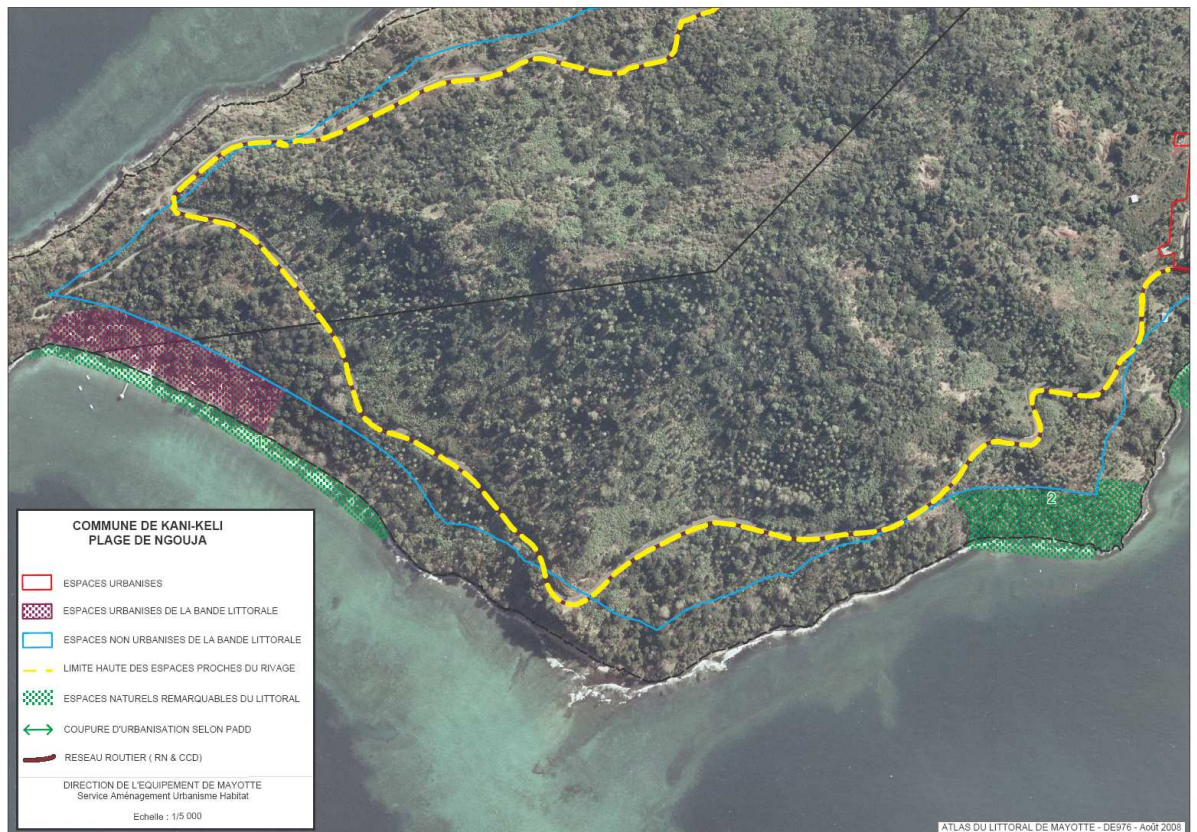 2
COMMUNE DE KANI-KELI
PLAGE DE NGOUJA
ESPACES URBANISES
ESPACES URBANISES DE LA BANDE LITTORALE
ESPACES NON URBANISES DE LA BANDE LITTORALE
LIMITE HAUTE DES ESPACES PROCHES DU RIVAGE
ESPACES NATURELS REMARQUABLES DU LITTORAL
COUPURE D'URBANISATION SELON PADD
RESEAU ROUTIER ( RN & CCD)
DIRECTION DE L'EQUIPEMENT DE MAYOTTE
Service Aménagement Urbanisme Habitat
Echelle : 1/5 000
ATLAS DU LITTORAL DE MAYOTTE - DE976 - Août 2008